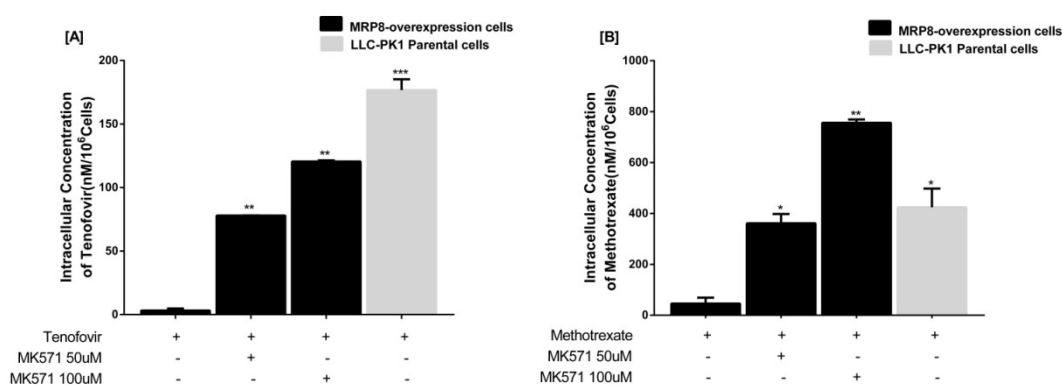 [A]
MRP8-overexpression cells
LLC-PK1 Parental cells
Intracellular Concentration
of Tenofovir(nM/10⁶Cells)
200
150
100
50
0
**
**
***
Tenofovir + + + +
MK571 50uM - + - -
MK571 100uM - - + -
[B]
MRP8-overexpression cells
LLC-PK1 Parental cells
Intracellular Concentration
of Methotrexate(nM/10⁶Cells)
1000
800
600
400
200
0
*
**
*
Methotrexate + + + +
MK571 50uM - + - -
MK571 100uM - - + -